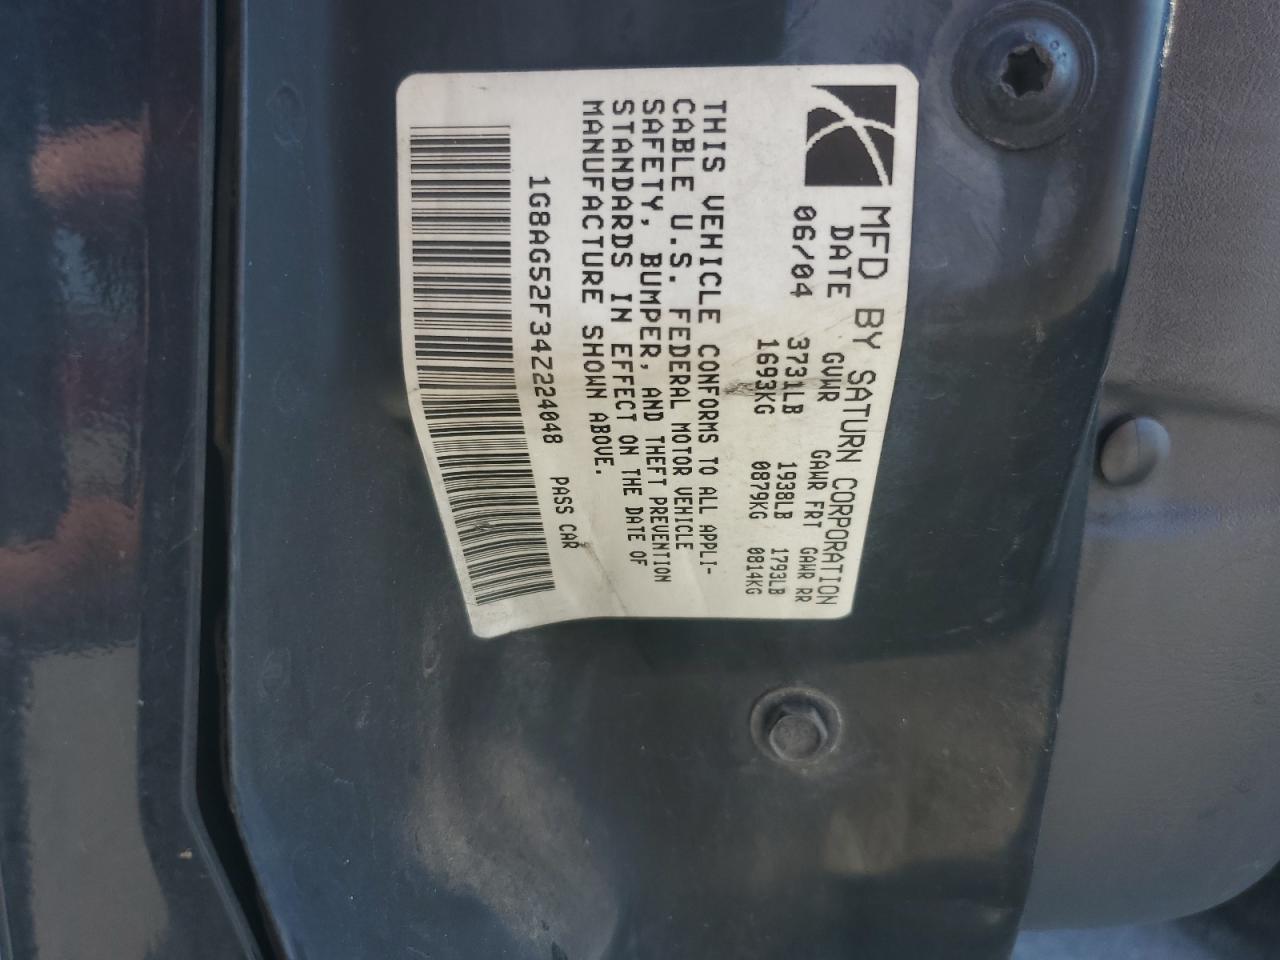 MFD BY SATURN CORPORATION
DATE GVWR GAWR FRT GAWR RR
06/04 3731LB 1938LB 1793LB
1693KG 0879KG 0814KG
THIS VEHICLE CONFORMS TO ALL APPLI-
CABLE U.S. FEDERAL MOTOR VEHICLE
SAFETY, BUMPER, AND THEFT PREVENTION
STANDARDS IN EFFECT ON THE DATE OF
MANUFACTURE SHOWN ABOVE.
1G8AG52F34Z224048 PASS CAR